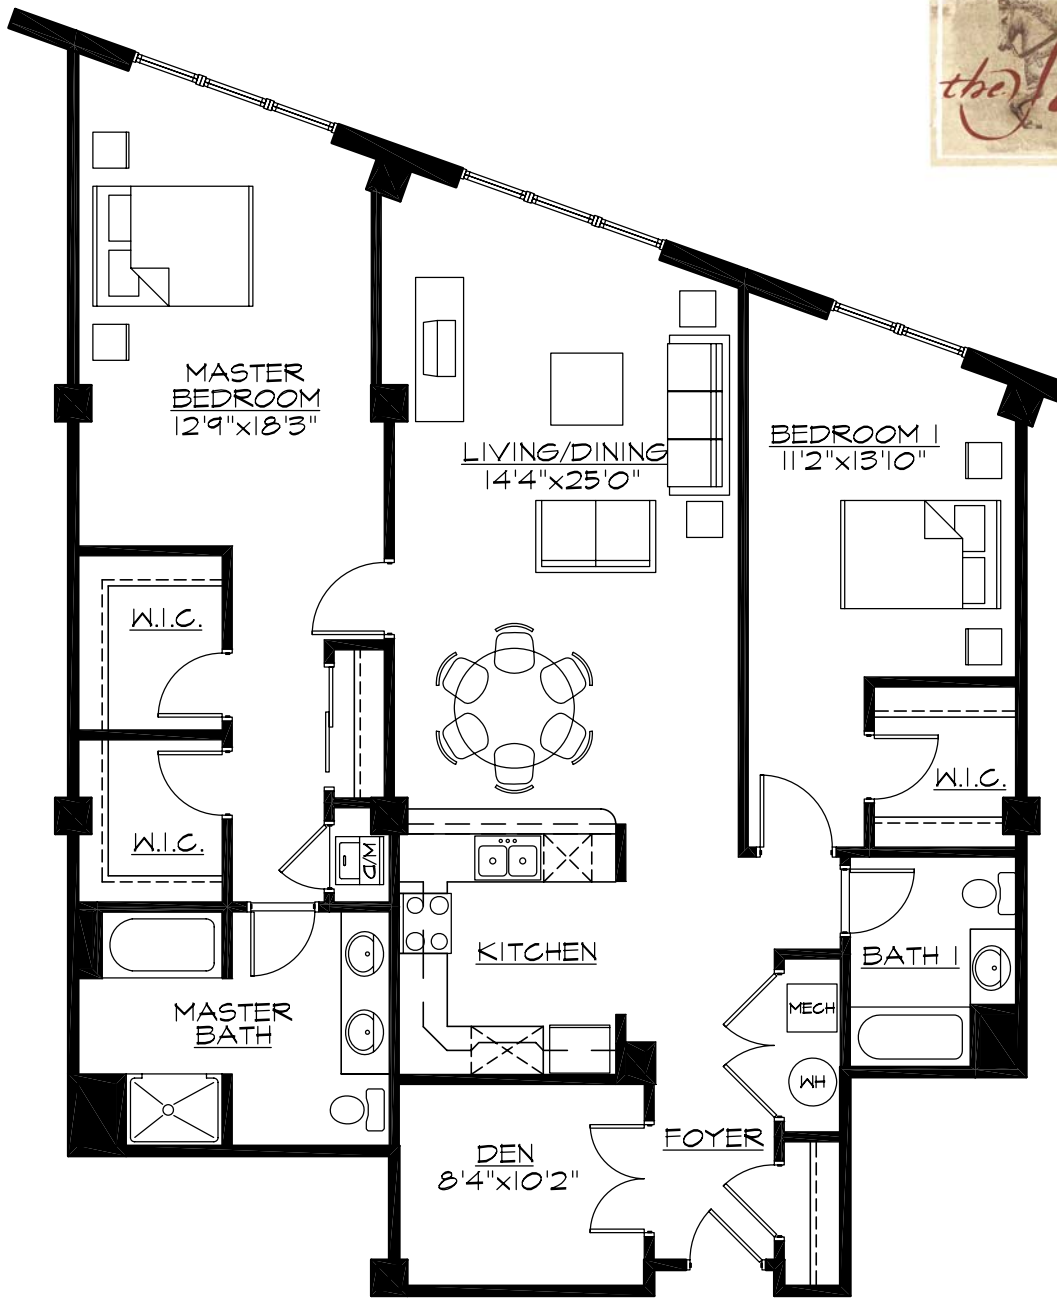 the
MASTER
BEDROOM
12'9"x18'3"
LIVING/DINING
14'4"x25'0"
BEDROOM 1
11'2"x13'10"
W.I.C.
W.I.C.
W.I.C.
W/D
KITCHEN
BATH 1
MASTER
BATH
MECH
WH
FOYER
DEN
8'4"x10'2"